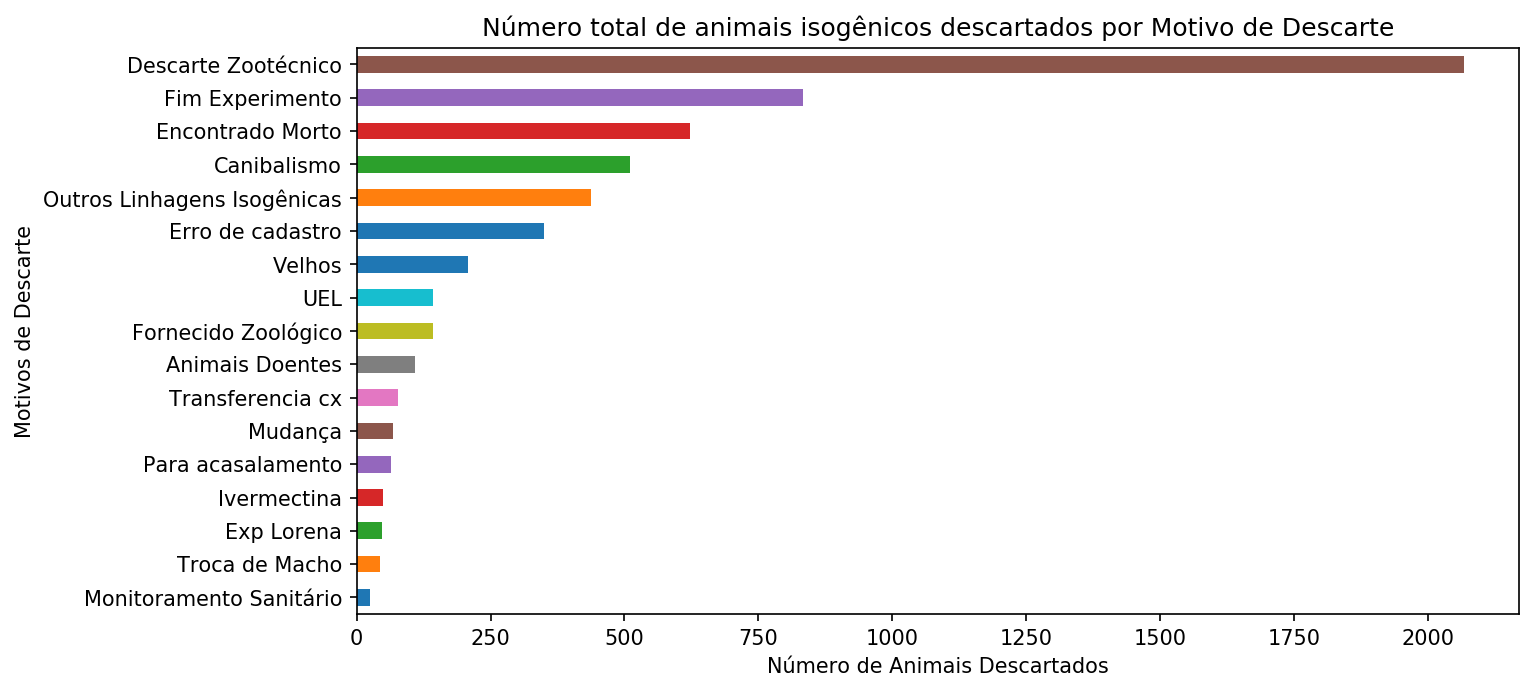 Número total de animais isogênicos descartados por Motivo de Descarte
Motivos de Descarte
Descarte Zootécnico
Fim Experimento
Encontrado Morto
Canibalismo
Outros Linhagens Isogênicas
Erro de cadastro
Velhos
UEL
Fornecido Zoológico
Animais Doentes
Transferencia cx
Mudança
Para acasalamento
Ivermectina
Exp Lorena
Troca de Macho
Monitoramento Sanitário
0 250 500 750 1000 1250 1500 1750 2000
Número de Animais Descartados